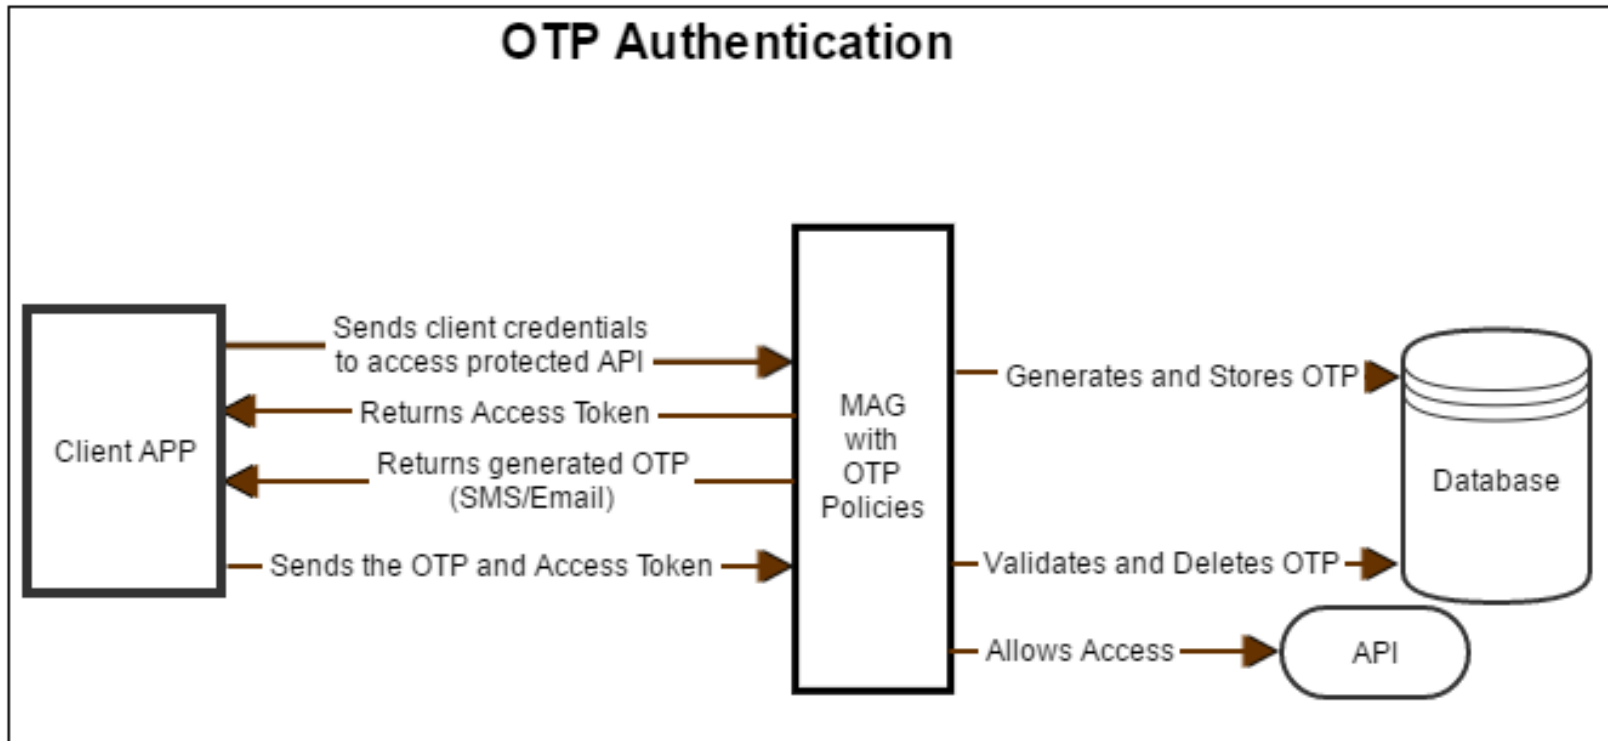 OTP Authentication
Sends client credentials
to access protected API
Returns Access Token
Returns generated OTP
(SMS/Email)
Sends the OTP and Access Token
Client APP
MAG
with
OTP
Policies
Generates and Stores OTP
Validates and Deletes OTP
Allows Access
Database
API